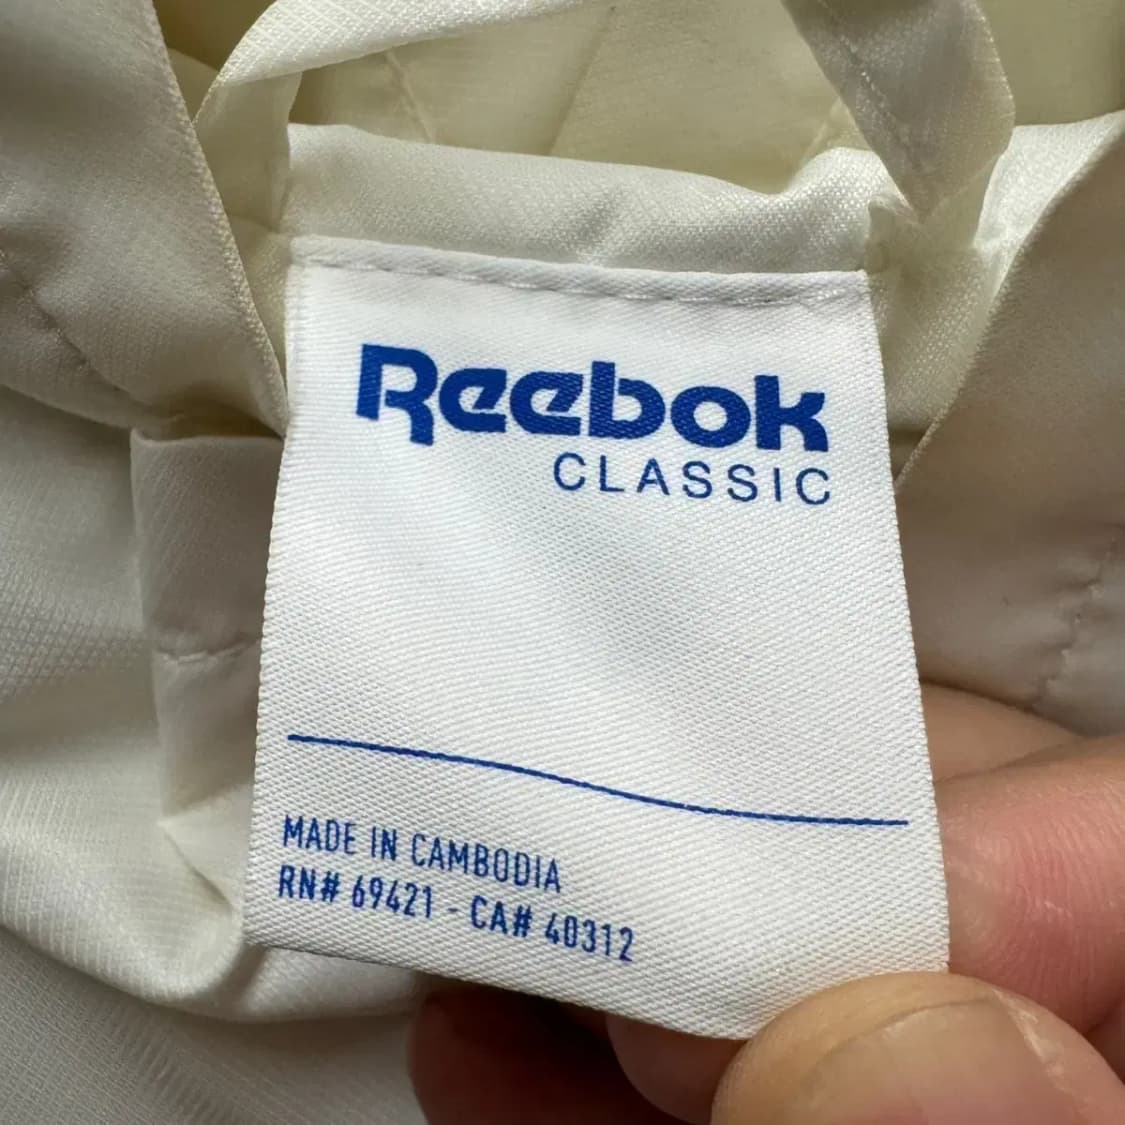 Reebok
CLASSIC
MADE IN CAMBODIA
RN# 69421 - CA# 40312